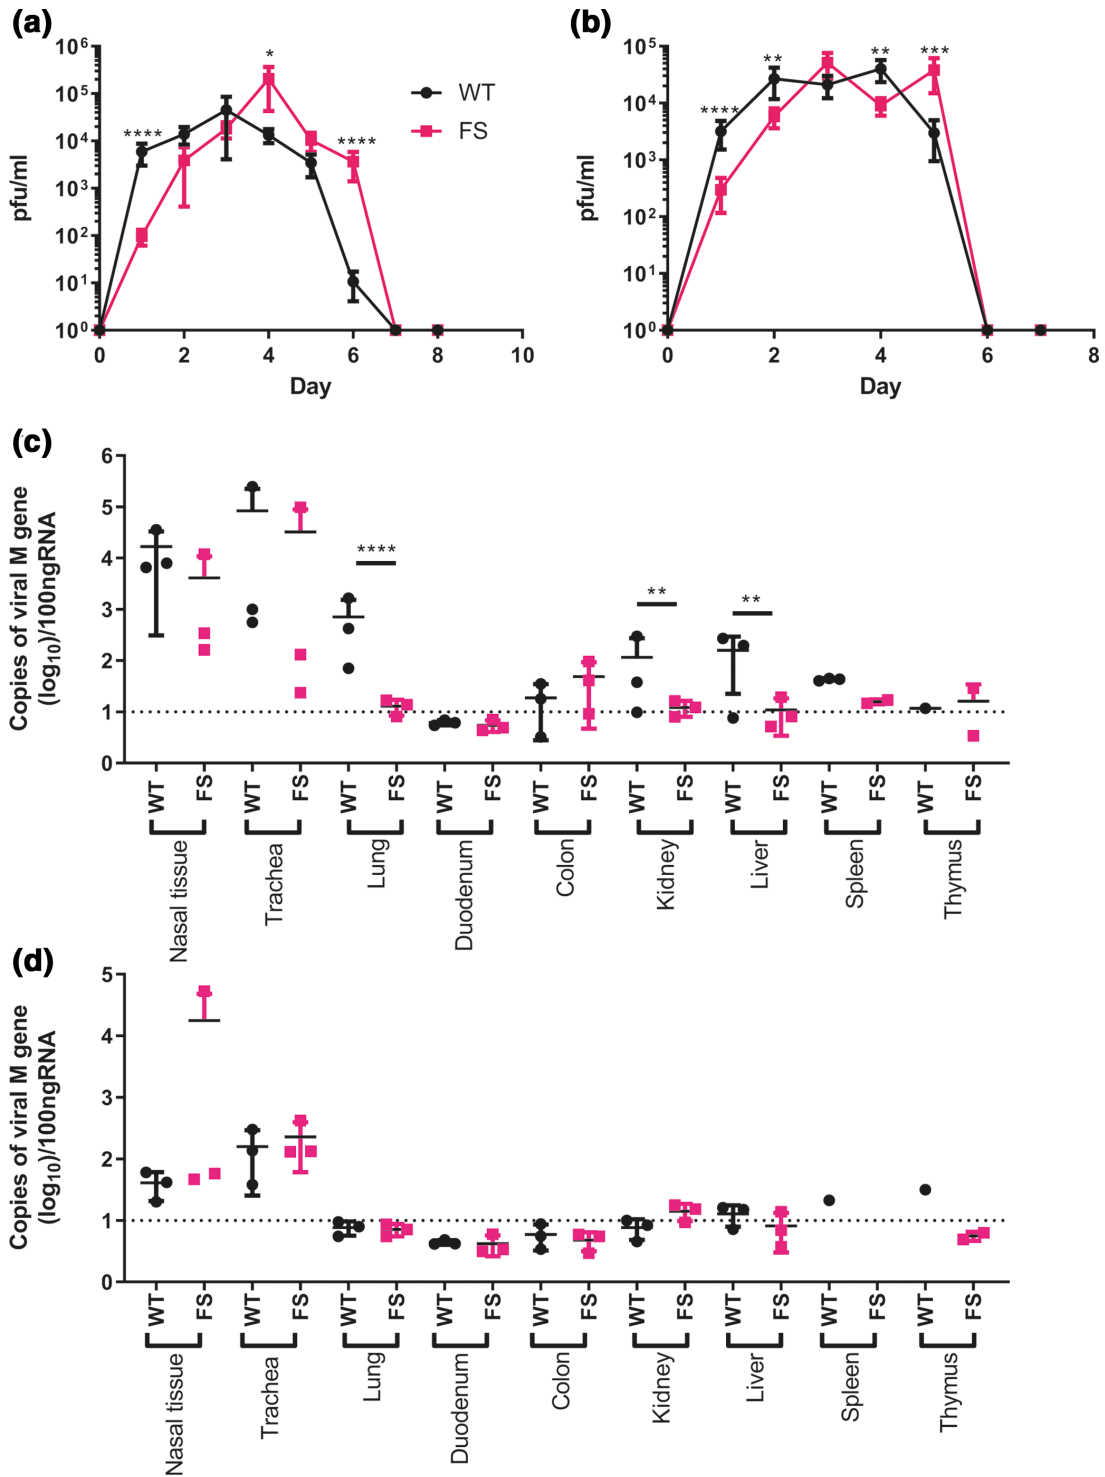 (a)
10⁶
10⁵
10⁴
10³
10²
10¹
10⁰
pfu/ml
0 2 4 6 8 10
Day
****
*
****
WT
FS
(b)
10⁵
10⁴
10³
10²
10¹
10⁰
pfu/ml
0 2 4 6 8
Day
****
**
**
***
(c)
Copies of viral M gene
(log₁₀)/100ngRNA
6
5
4
3
2
1
0
****
**
**
WT FS WT FS WT FS WT FS WT FS WT FS WT FS WT FS WT FS
Nasal tissue Trachea Lung Duodenum Colon Kidney Liver Spleen Thymus
(d)
Copies of viral M gene
(log₁₀)/100ngRNA
5
4
3
2
1
0
WT FS WT FS WT FS WT FS WT FS WT FS WT FS WT FS WT FS
Nasal tissue Trachea Lung Duodenum Colon Kidney Liver Spleen Thymus